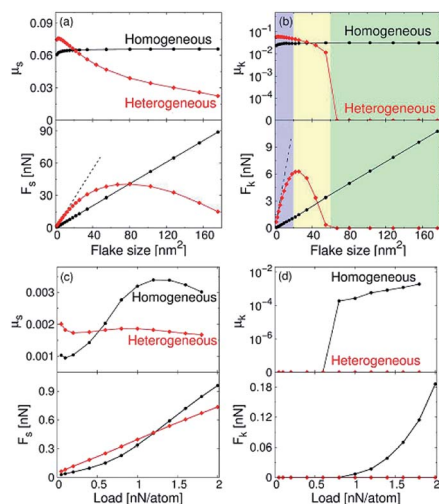 (a)
0.09
0.06
0.03
0
μs
Homogeneous
Heterogeneous
90
60
30
0
Fs [nN]
0 40 80 120 160
Flake size [nm²]
(b)
10⁻¹
10⁻²
10⁻³
10⁻⁴
0
μk
Homogeneous
Heterogeneous
9
6
3
0
Fk [nN]
0 40 80 120 160
Flake size [nm²]
(c)
0.003
0.002
0.001
μs
Homogeneous
Heterogeneous
0.9
0.6
0.3
0
Fs [nN]
0 0.5 1 1.5 2
Load [nN/atom]
(d)
10⁻²
10⁻⁴
0
μk
Homogeneous
Heterogeneous
0.18
0.12
0.06
0
Fk [nN]
0 0.5 1 1.5 2
Load [nN/atom]